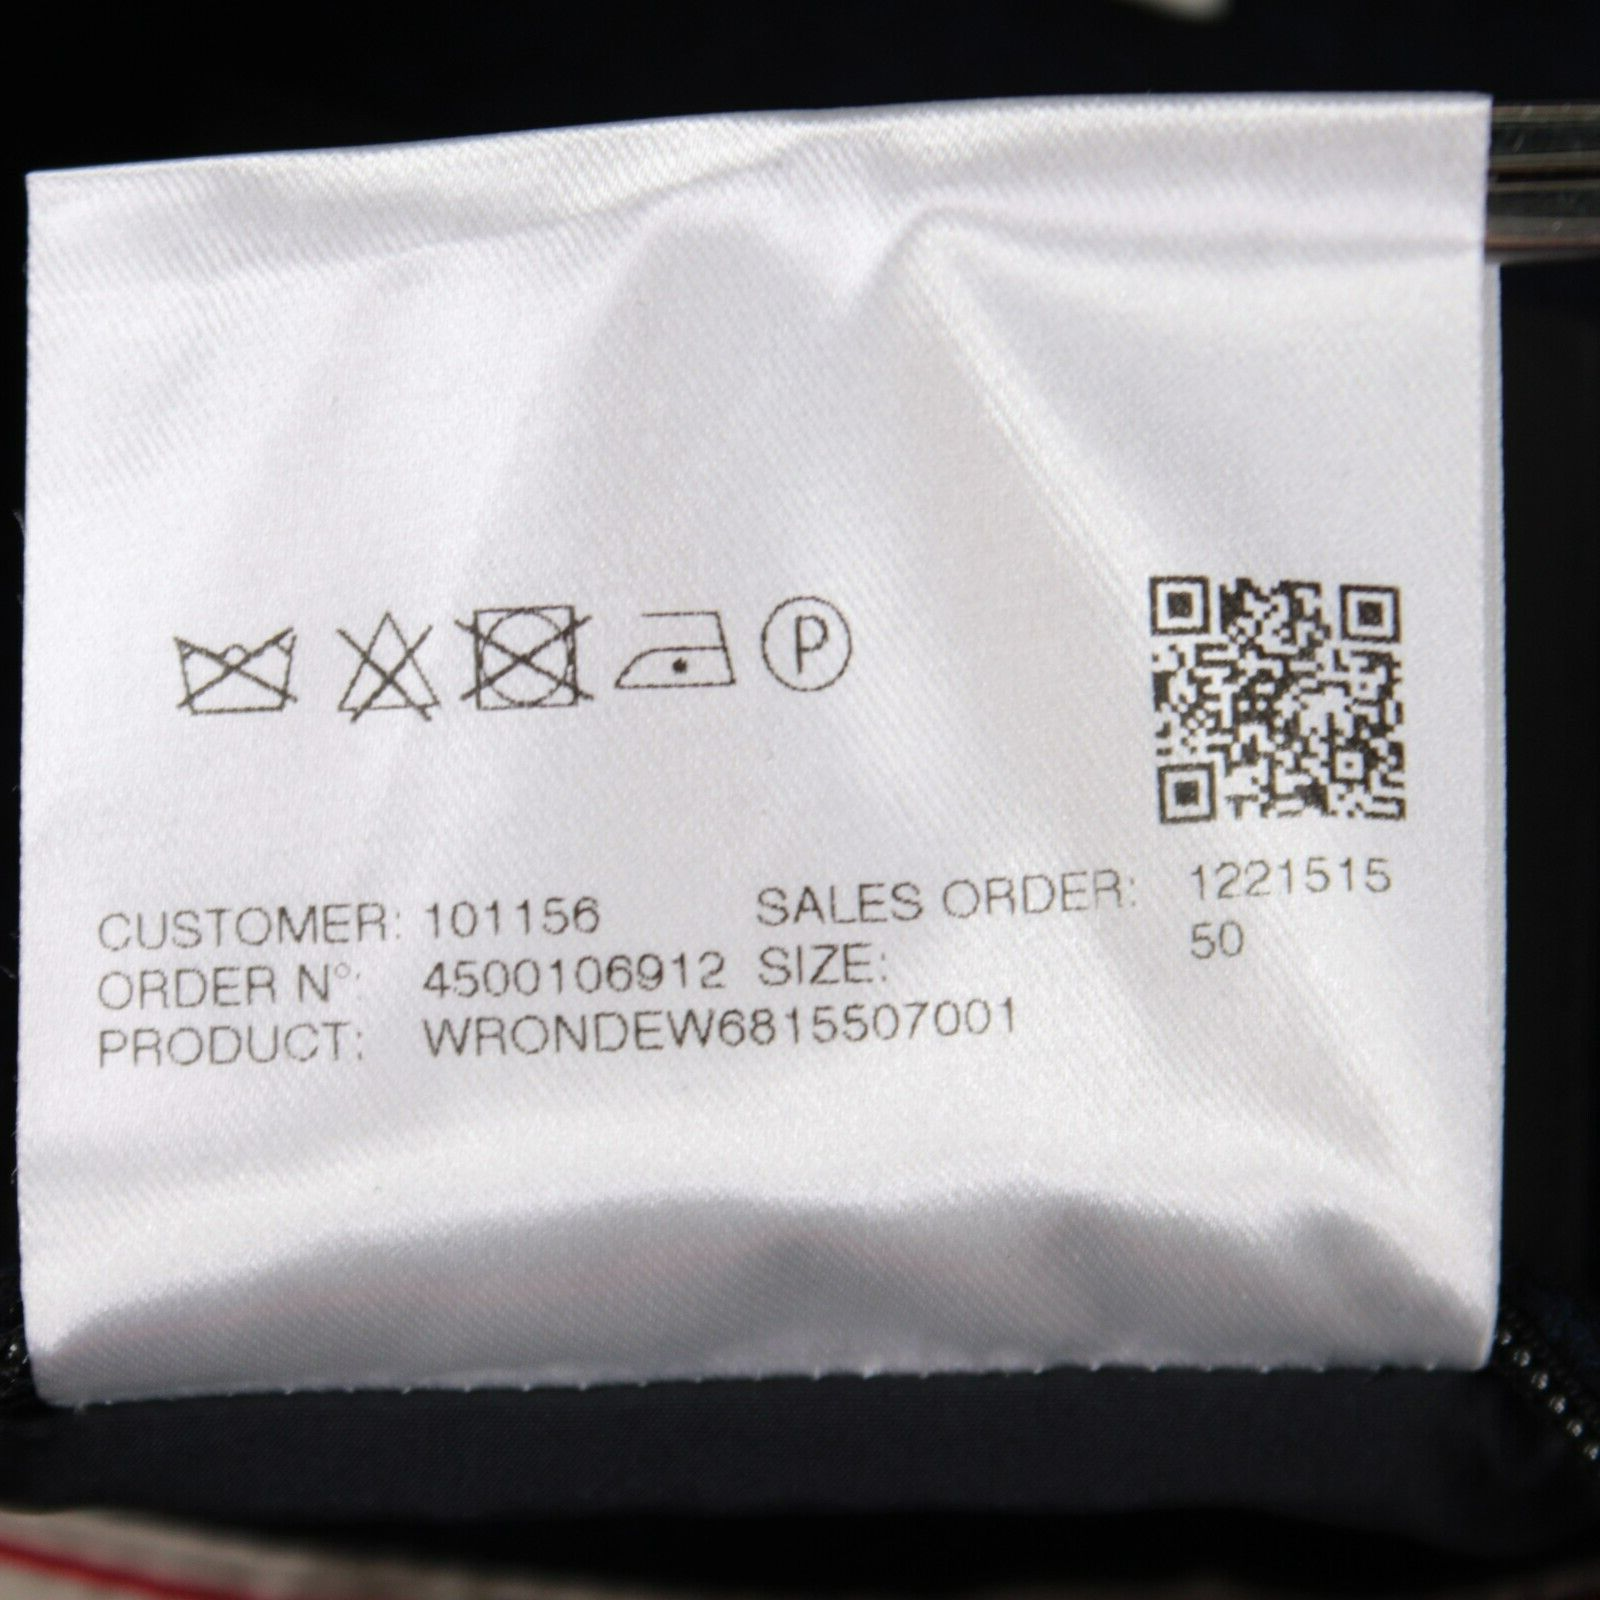 P
CUSTOMER: 101156 SALES ORDER: 1221515
ORDER N°: 4500106912 SIZE: 50
PRODUCT: WRONDEW6815507001